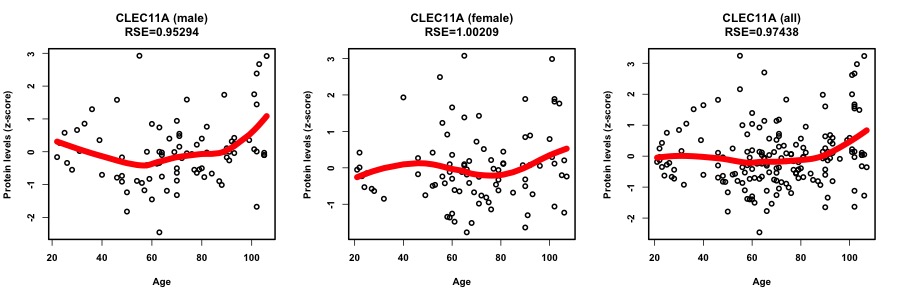 CLEC11A (male)
RSE=0.95294
Protein levels (z-score)
3
2
1
0
-1
-2
20
40
60
80
100
Age
CLEC11A (female)
RSE=1.00209
Protein levels (z-score)
3
2
1
0
-1
20
40
60
80
100
Age
CLEC11A (all)
RSE=0.97438
Protein levels (z-score)
3
2
1
0
-1
-2
20
40
60
80
100
Age